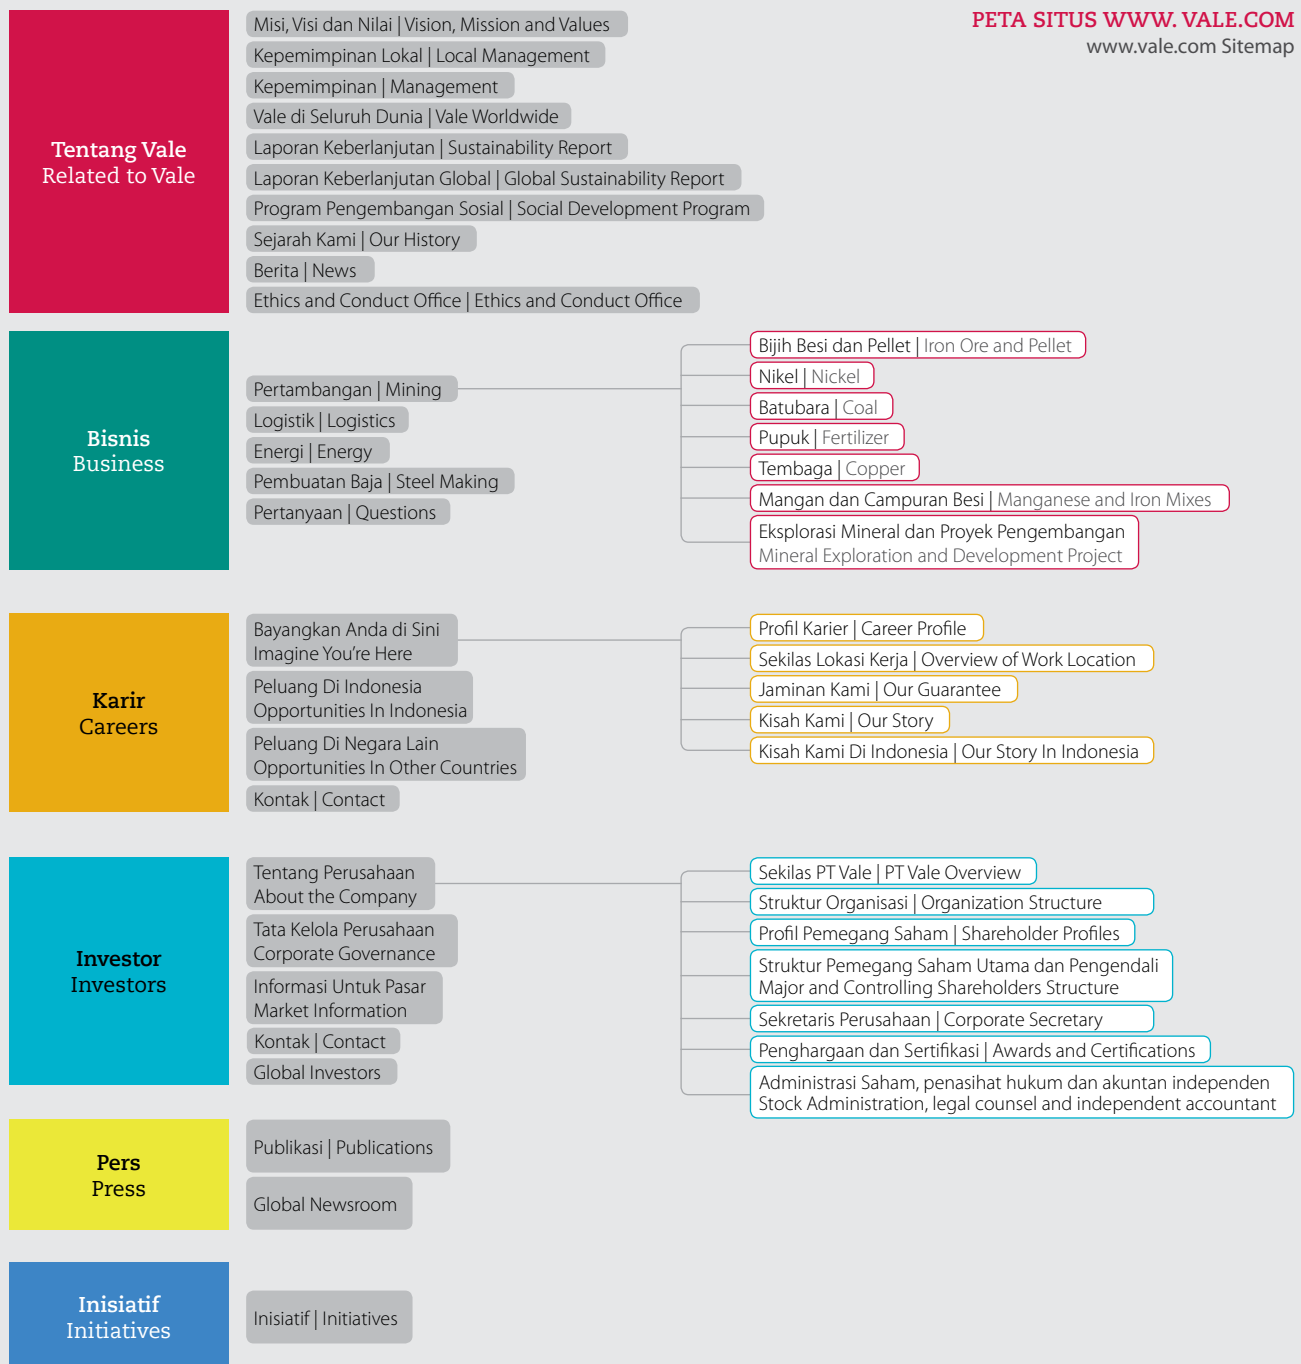 PETA SITUS WWW. VALE.COM
www.vale.com Sitemap
Tentang Vale
Related to Vale
Misi, Visi dan Nilai | Vision, Mission and Values
Kepemimpinan Lokal | Local Management
Kepemimpinan | Management
Vale di Seluruh Dunia | Vale Worldwide
Laporan Keberlanjutan | Sustainability Report
Laporan Keberlanjutan Global | Global Sustainability Report
Program Pengembangan Sosial | Social Development Program
Sejarah Kami | Our History
Berita | News
Ethics and Conduct Office | Ethics and Conduct Office
Bisnis
Business
Pertambangan | Mining
Logistik | Logistics
Energi | Energy
Pembuatan Baja | Steel Making
Pertanyaan | Questions
Bijih Besi dan Pellet | Iron Ore and Pellet
Nikel | Nickel
Batubara | Coal
Pupuk | Fertilizer
Tembaga | Copper
Mangan dan Campuran Besi | Manganese and Iron Mixes
Eksplorasi Mineral dan Proyek Pengembangan
Mineral Exploration and Development Project
Karir
Careers
Bayangkan Anda di Sini
Imagine You're Here
Peluang Di Indonesia
Opportunities In Indonesia
Peluang Di Negara Lain
Opportunities In Other Countries
Kontak | Contact
Profil Karier | Career Profile
Sekilas Lokasi Kerja | Overview of Work Location
Jaminan Kami | Our Guarantee
Kisah Kami | Our Story
Kisah Kami Di Indonesia | Our Story In Indonesia
Investor
Investors
Tentang Perusahaan
About the Company
Tata Kelola Perusahaan
Corporate Governance
Informasi Untuk Pasar
Market Information
Kontak | Contact
Global Investors
Sekilas PT Vale | PT Vale Overview
Struktur Organisasi | Organization Structure
Profil Pemegang Saham | Shareholder Profiles
Struktur Pemegang Saham Utama dan Pengendali
Major and Controlling Shareholders Structure
Sekretaris Perusahaan | Corporate Secretary
Penghargaan dan Sertifikasi | Awards and Certifications
Administrasi Saham, penasihat hukum dan akuntan independen
Stock Administration, legal counsel and independent accountant
Pers
Press
Publikasi | Publications
Global Newsroom
Inisiatif
Initiatives
Inisiatif | Initiatives